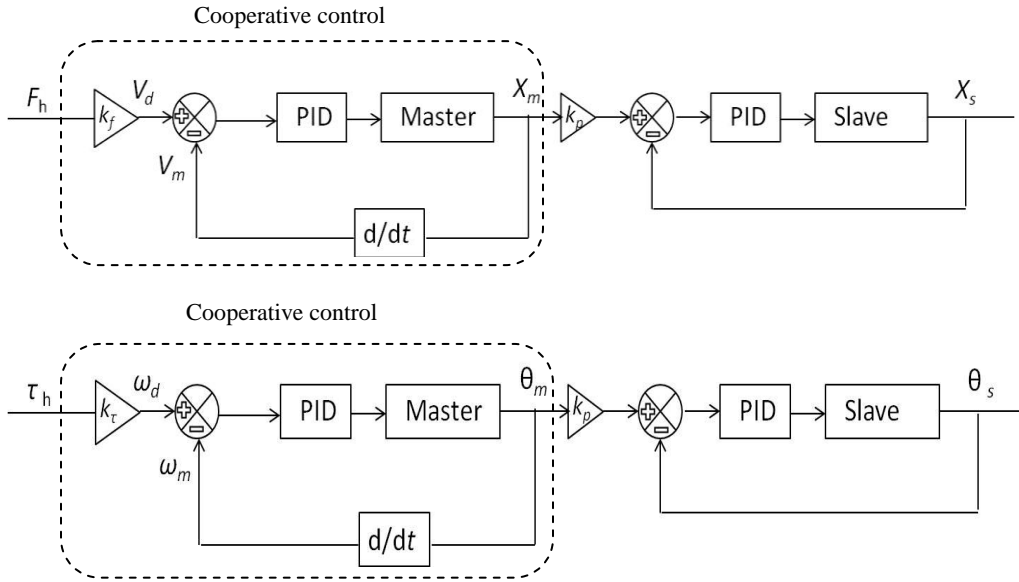 Cooperative control
F_h k_f V_d PID Master X_m k_p PID Slave X_s
V_m
d/dt
Cooperative control
τ_h k_τ ω_d PID Master θ_m k_p PID Slave θ_s
ω_m
d/dt